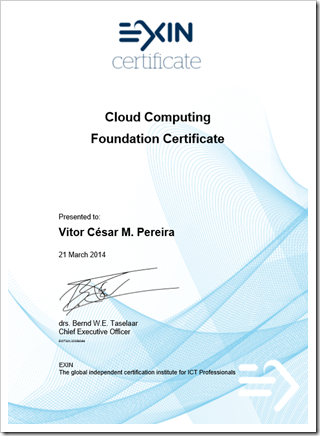 EXIN
certificate
Cloud Computing
Foundation Certificate
Presented to:
Vitor César M. Pereira
21 March 2014
drs. Bernd W.E. Taselaar
Chief Executive Officer
EXIN
The global independent certification institute for ICT Professionals